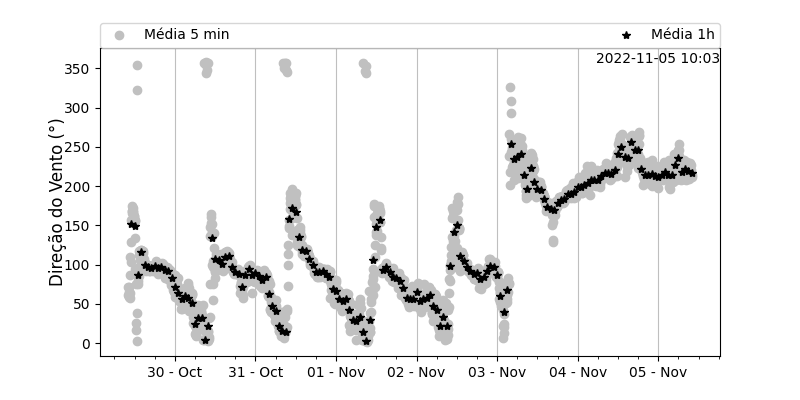 Média 5 min
Média 1h
2022-11-05 10:03
Direção do Vento (°)
350
300
250
200
150
100
50
0
30 - Oct
31 - Oct
01 - Nov
02 - Nov
03 - Nov
04 - Nov
05 - Nov